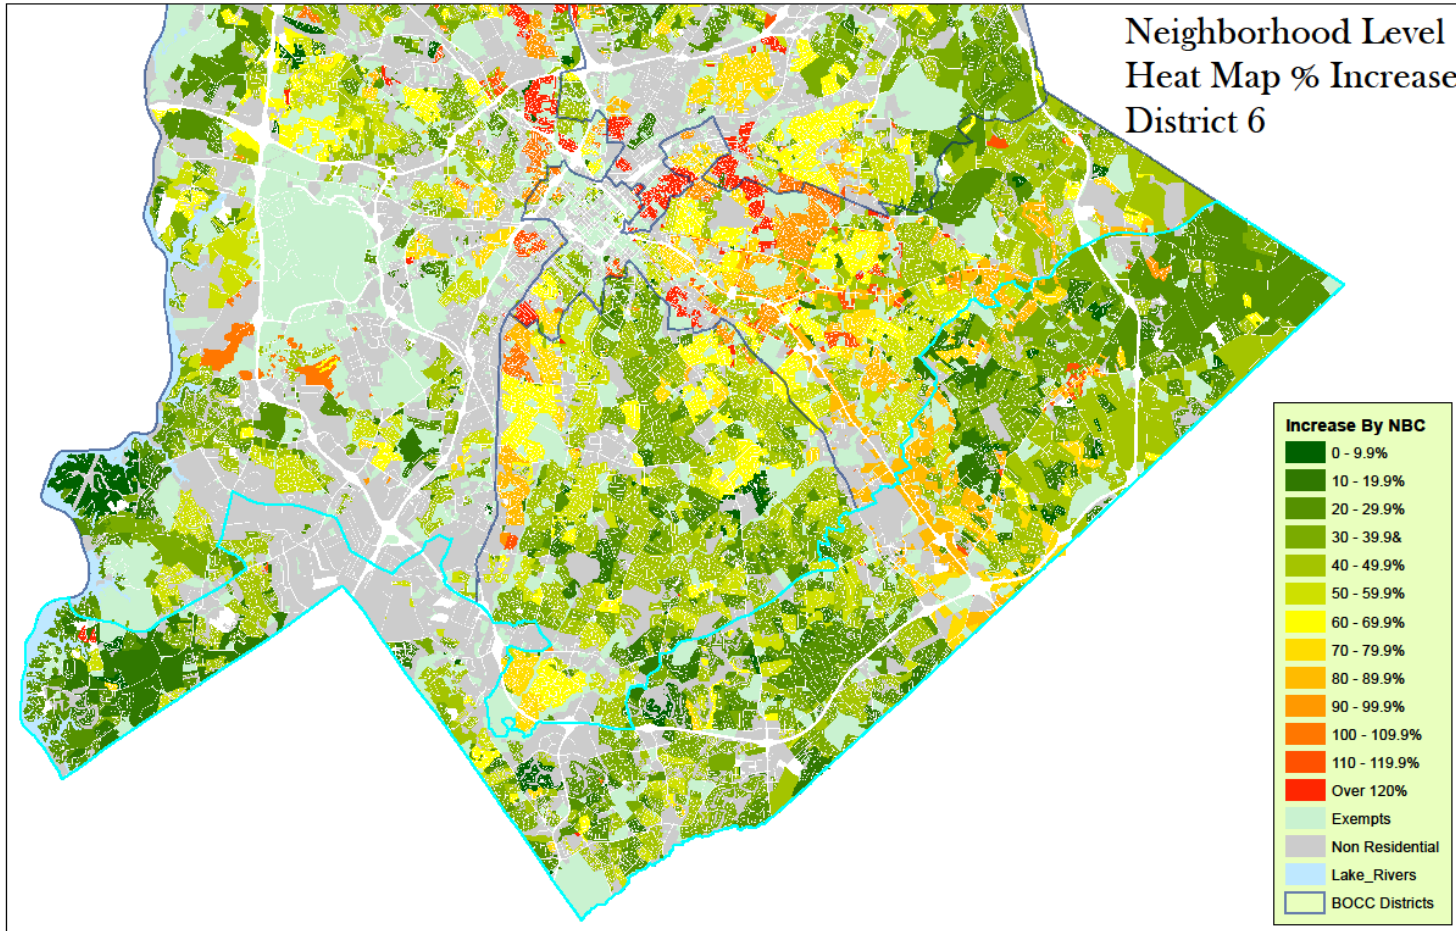 Neighborhood Level
Heat Map % Increase
District 6
Increase By NBC
0 - 9.9%
10 - 19.9%
20 - 29.9%
30 - 39.9&
40 - 49.9%
50 - 59.9%
60 - 69.9%
70 - 79.9%
80 - 89.9%
90 - 99.9%
100 - 109.9%
110 - 119.9%
Over 120%
Exempts
Non Residential
Lake_Rivers
BOCC Districts